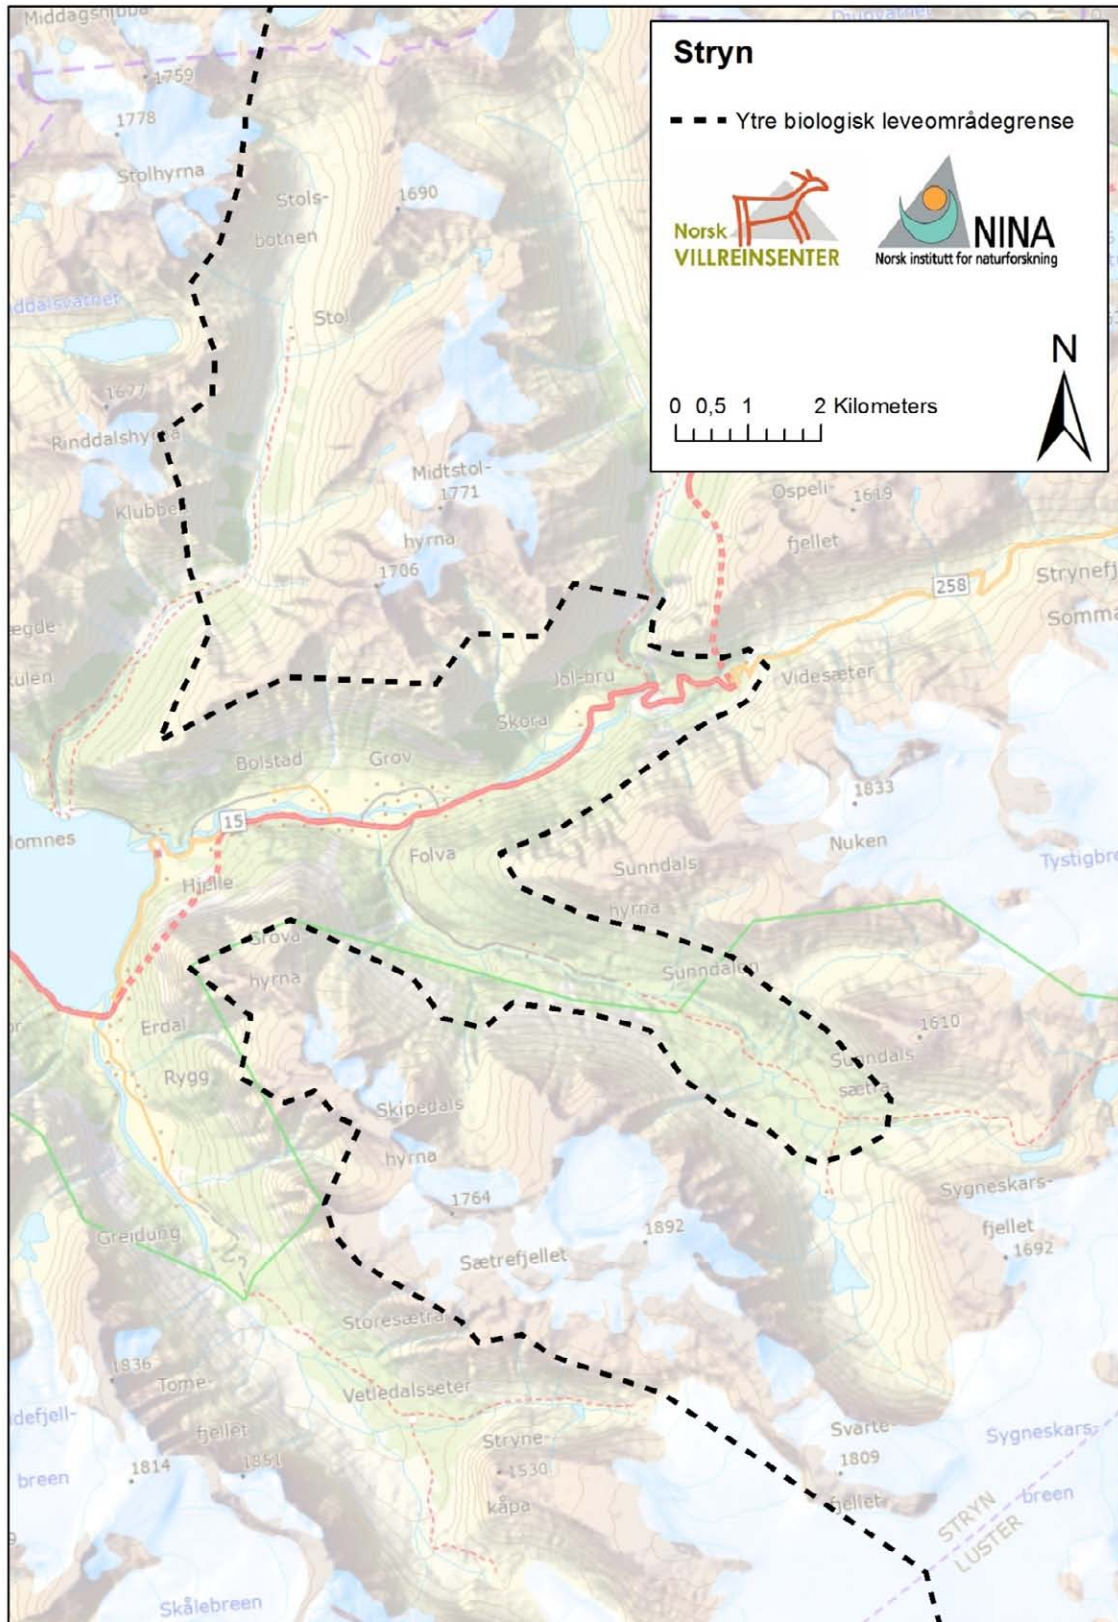 Middagsnibba
1759
1778
Stolhyrna
Stols-
botnen
1690
Stol
1677
Rinddalshyrna
Midtstol-
1771
hyrna
1706
Stryn
Ytre biologisk leveområdegrense
Norsk
VILLREINSENTER
NINA
Norsk institutt for naturforskning
N
0 0,5 1 2 Kilometers
Ospeli-
1619
fjellet
258
Videsæter
Jøl-bru
Skora
Bolstad
Grov
15
Hjelle
Folva
1833
Nuken
Sunndals
hyrna
Sunndalen
Grova
hyrna
Erdal
Rygg
1610
Sunndals
sætra
Skipedals
hyrna
1764
1892
Sætrefjellet
Sygneskars-
fjellet
1692
Greidung
Storesætra
1836
Tome-
fjellet
Vetledalsseter
1814
1851
breen
Stryne-
1530
kåpa
Svarte-
1809
fjellet
Sygneskars-
breen
STRYN
LUSTER
Skålebreen